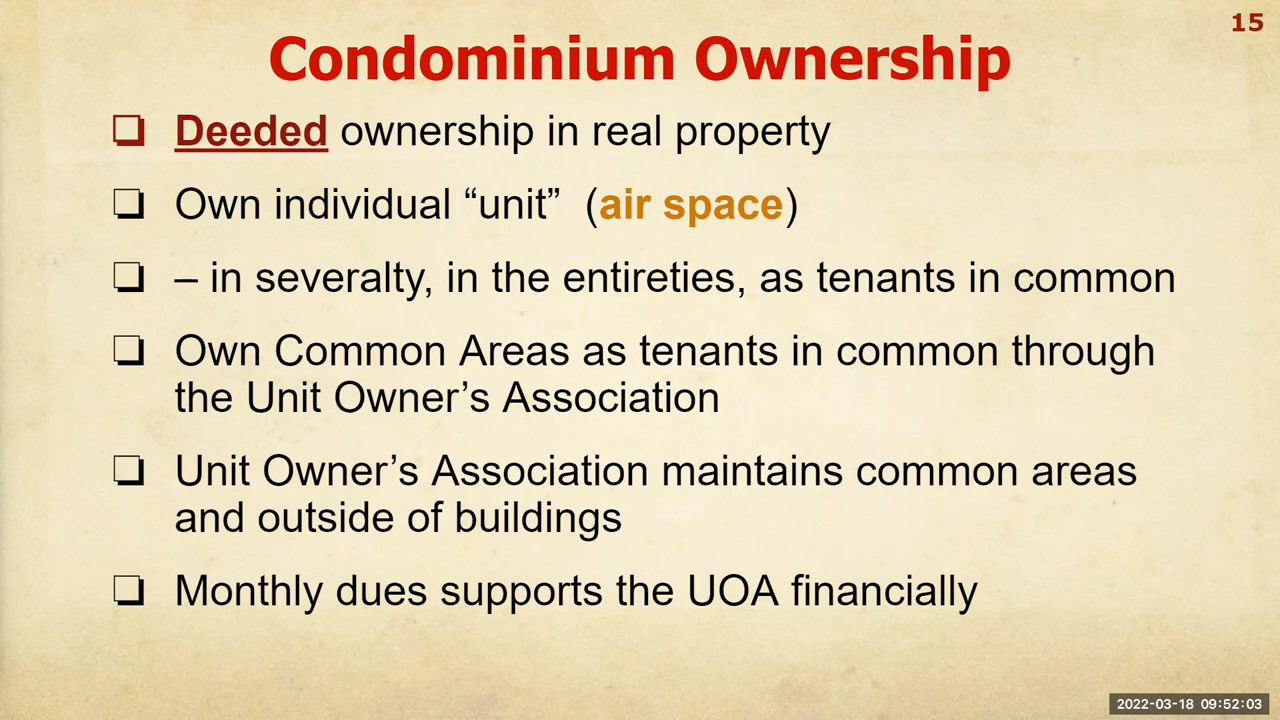 15
Condominium Ownership
❑ Deeded ownership in real property
❑ Own individual “unit”  (air space)
❑ – in severalty, in the entireties, as tenants in common
❑ Own Common Areas as tenants in common through
the Unit Owner’s Association
❑ Unit Owner’s Association maintains common areas
and outside of buildings
❑ Monthly dues supports the UOA financially
2022-03-18 09:52:03